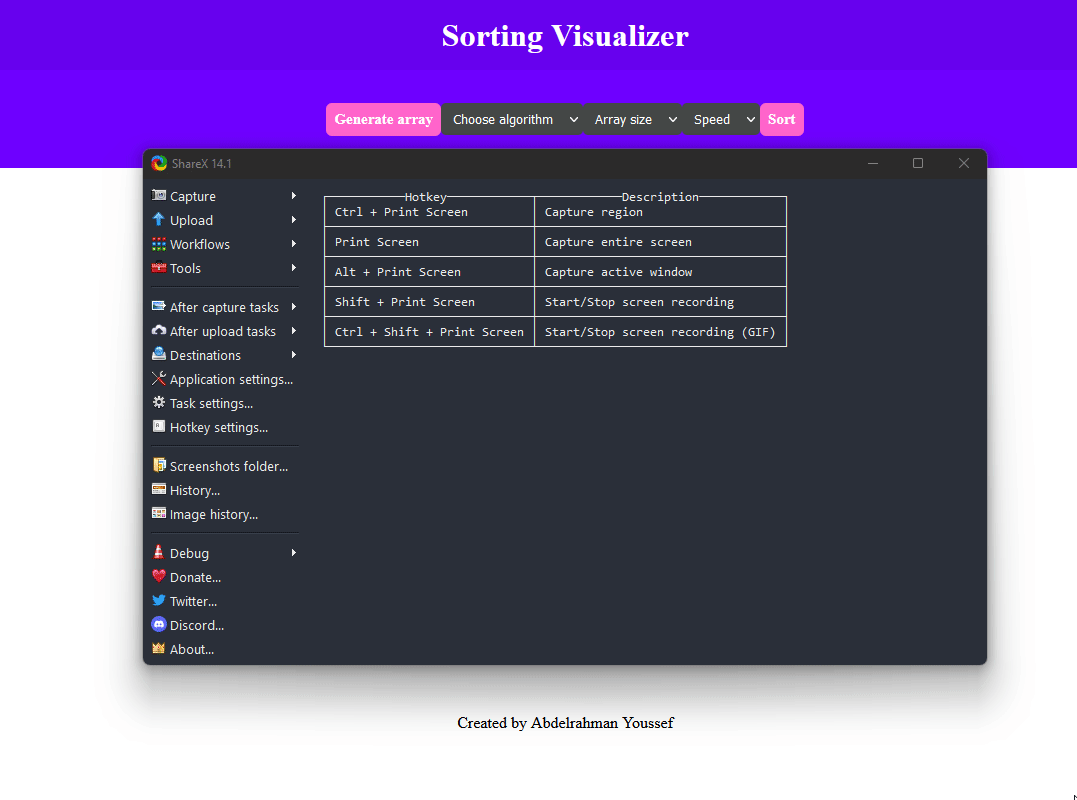 Sorting Visualizer
Generate array Choose algorithm Array size Speed Sort
ShareX 14.1
Capture
Upload
Workflows
Tools
After capture tasks
After upload tasks
Destinations
Application settings...
Task settings...
Hotkey settings...
Screenshots folder...
History...
Image history...
Debug
Donate...
Twitter...
Discord...
About...
Hotkey Description
Ctrl + Print Screen Capture region
Print Screen Capture entire screen
Alt + Print Screen Capture active window
Shift + Print Screen Start/Stop screen recording
Ctrl + Shift + Print Screen Start/Stop screen recording (GIF)
Created by Abdelrahman Youssef